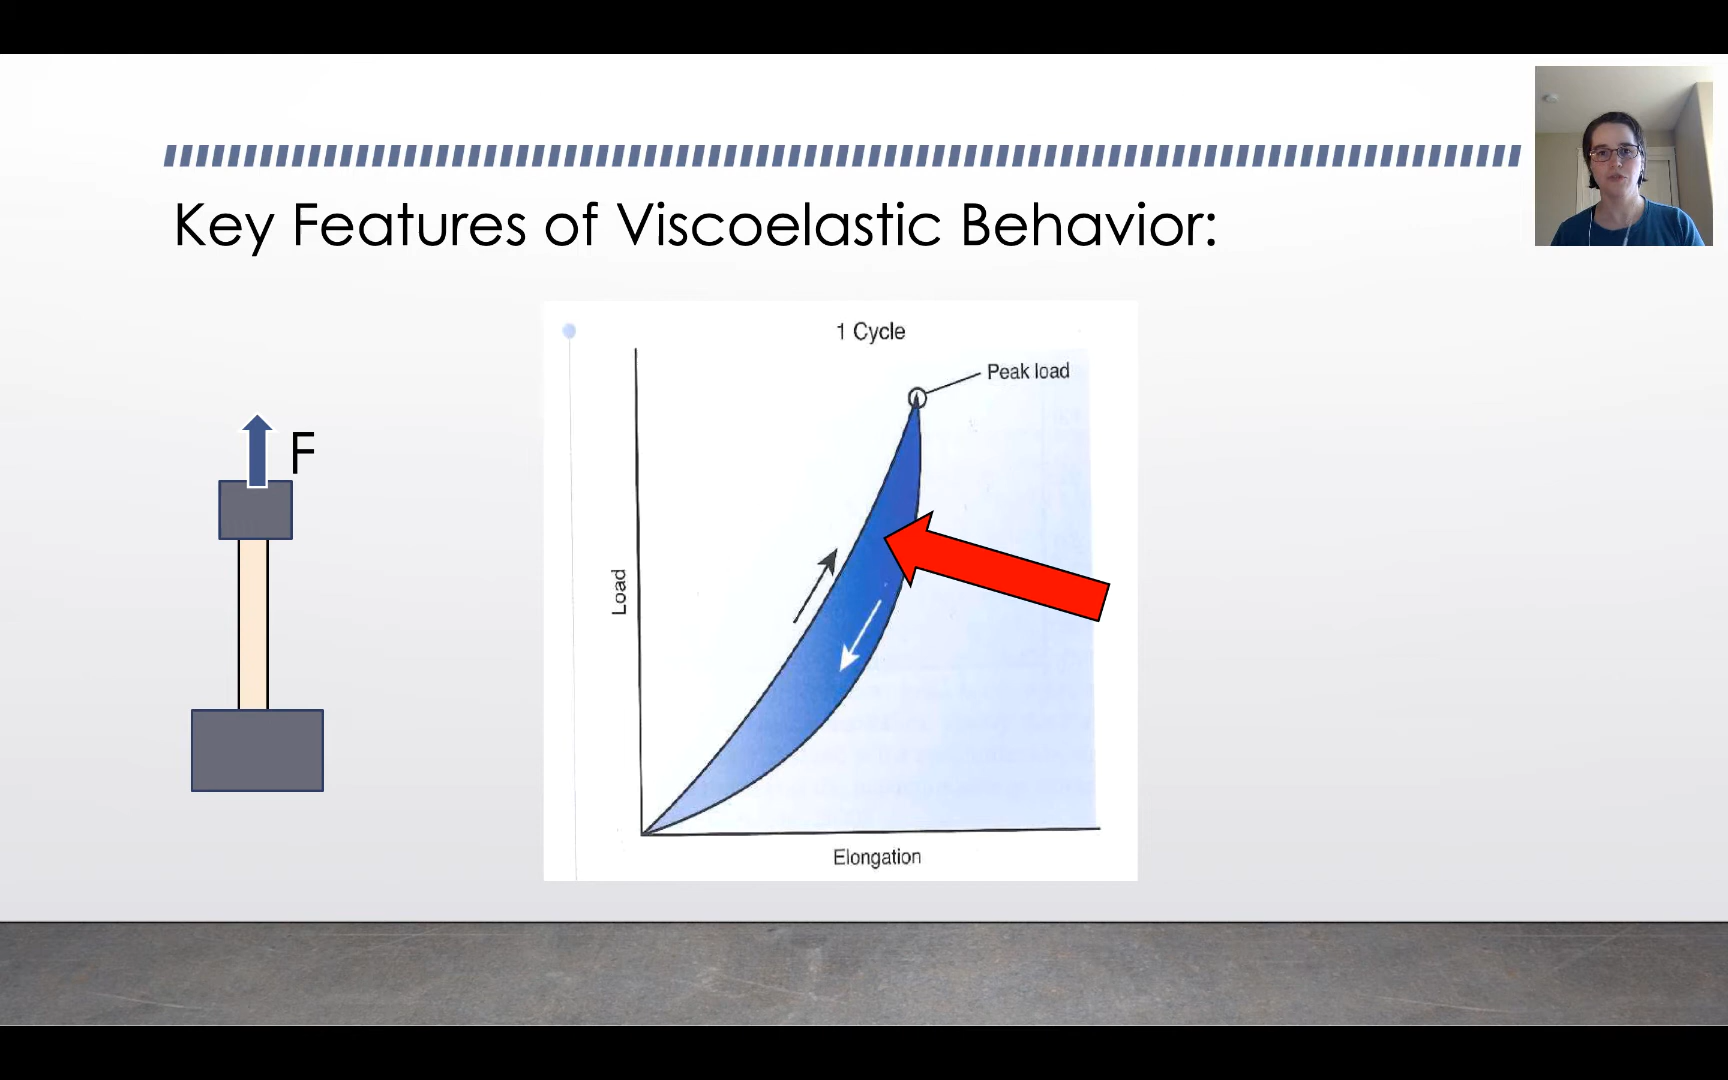 Key Features of Viscoelastic Behavior:
1 Cycle
Peak load
F
Load
Elongation